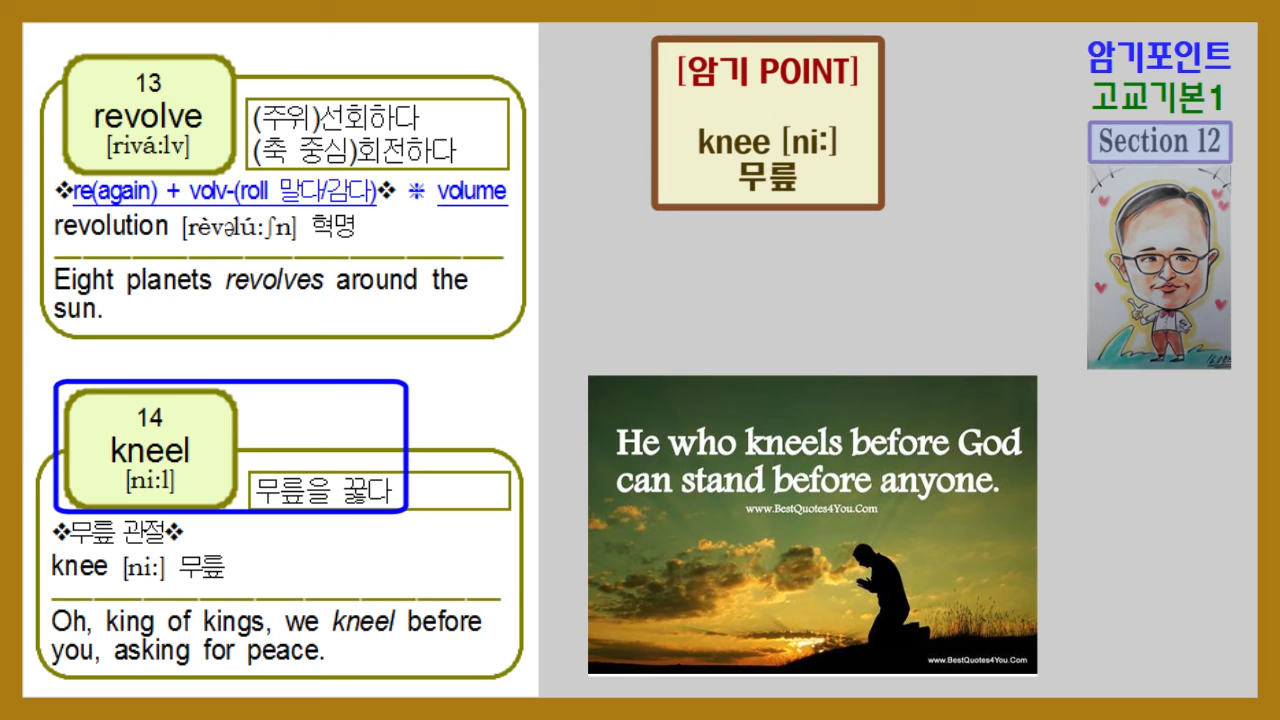 13
revolve
[rivá:lv]
(주위)선회하다
(축 중심)회전하다
❖re(again) + volv-(roll 말다/감다)❖ ※ volume
revolution [rèvəlú:ʃn] 혁명
Eight planets revolves around the
sun.
14
kneel
[ni:l]
무릎을 꿇다
❖무릎 관절❖
knee [ni:] 무릎
Oh, king of kings, we kneel before
you, asking for peace.
[암기 POINT]
knee [ni:]
무릎
He who kneels before God
can stand before anyone.
www.BestQuotes4You.Com
www.BestQuotes4You.Com
암기포인트
고교기본1
Section 12